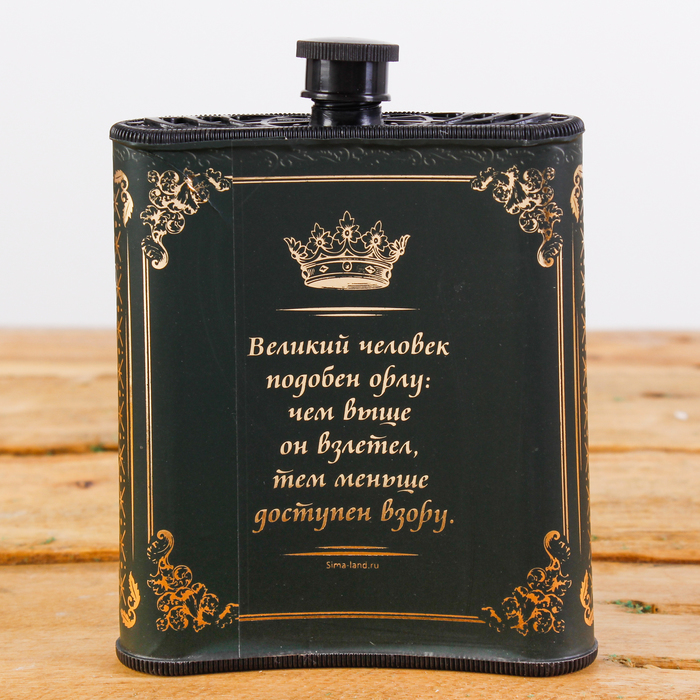 Великий человек
подобен орлу:
чем выше
он взлетел,
тем меньше
доступен взору.
Sima-land.ru